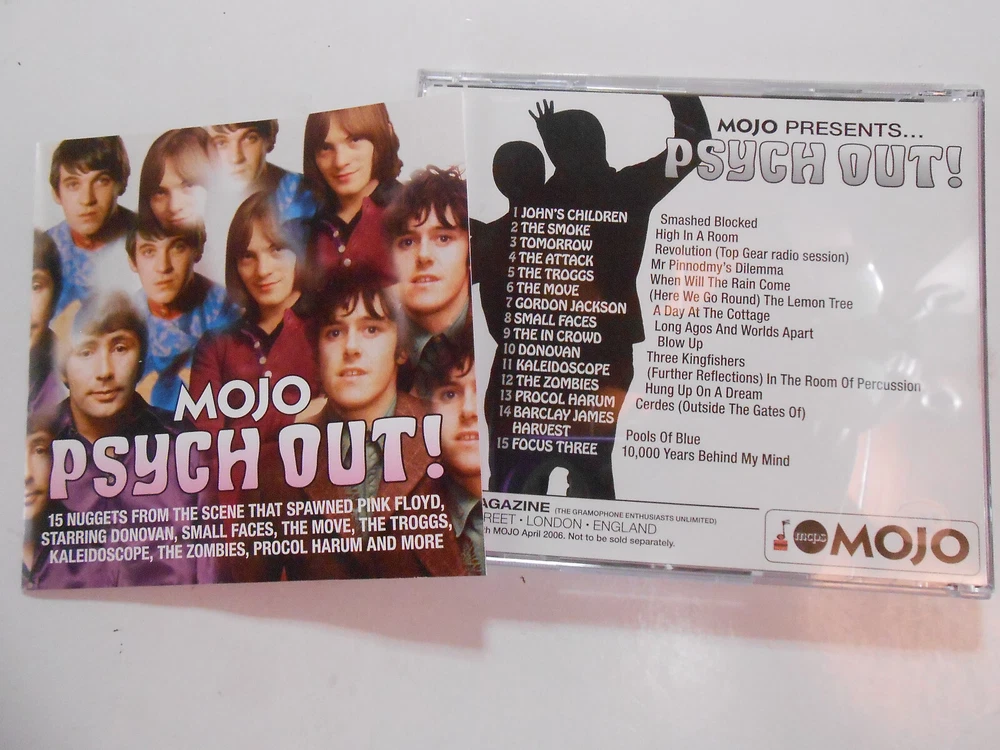 MOJO
PSYCH OUT!
15 NUGGETS FROM THE SCENE THAT SPAWNED PINK FLOYD,
STARRING DONOVAN, SMALL FACES, THE MOVE, THE TROGGS,
KALEIDOSCOPE, THE ZOMBIES, PROCOL HARUM AND MORE
MOJO PRESENTS...
PSYCH OUT!
1 JOHN'S CHILDREN Smashed Blocked
2 THE SMOKE High In A Room
3 TOMORROW Revolution (Top Gear radio session)
4 THE ATTACK Mr Pinnodmy's Dilemma
5 THE TROGGS When Will The Rain Come
6 THE MOVE (Here We Go Round) The Lemon Tree
7 GORDON JACKSON A Day At The Cottage
8 SMALL FACES Long Agos And Worlds Apart
9 THE IN CROWD Blow Up
10 DONOVAN Three Kingfishers
11 KALEIDOSCOPE (Further Reflections) In The Room Of Percussion
12 THE ZOMBIES Hung Up On A Dream
13 PROCOL HARUM Cerdes (Outside The Gates Of)
14 BARCLAY JAMES
HARVEST Pools Of Blue
15 FOCUS THREE 10,000 Years Behind My Mind
AGAZINE (THE GRAMOPHONE ENTHUSIASTS UNLIMITED)
REET • LONDON • ENGLAND
th MOJO April 2006. Not to be sold separately.
mcps
MOJO